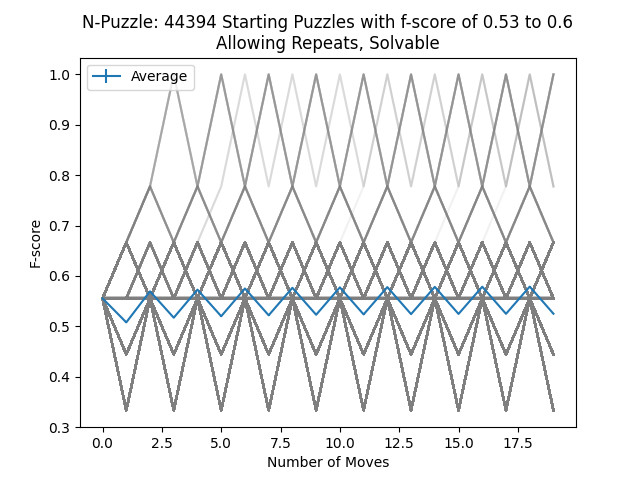 N-Puzzle: 44394 Starting Puzzles with f-score of 0.53 to 0.6
Allowing Repeats, Solvable
Average
1.0
0.9
0.8
0.7
0.6
0.5
0.4
0.3
F-score
0.0 2.5 5.0 7.5 10.0 12.5 15.0 17.5
Number of Moves